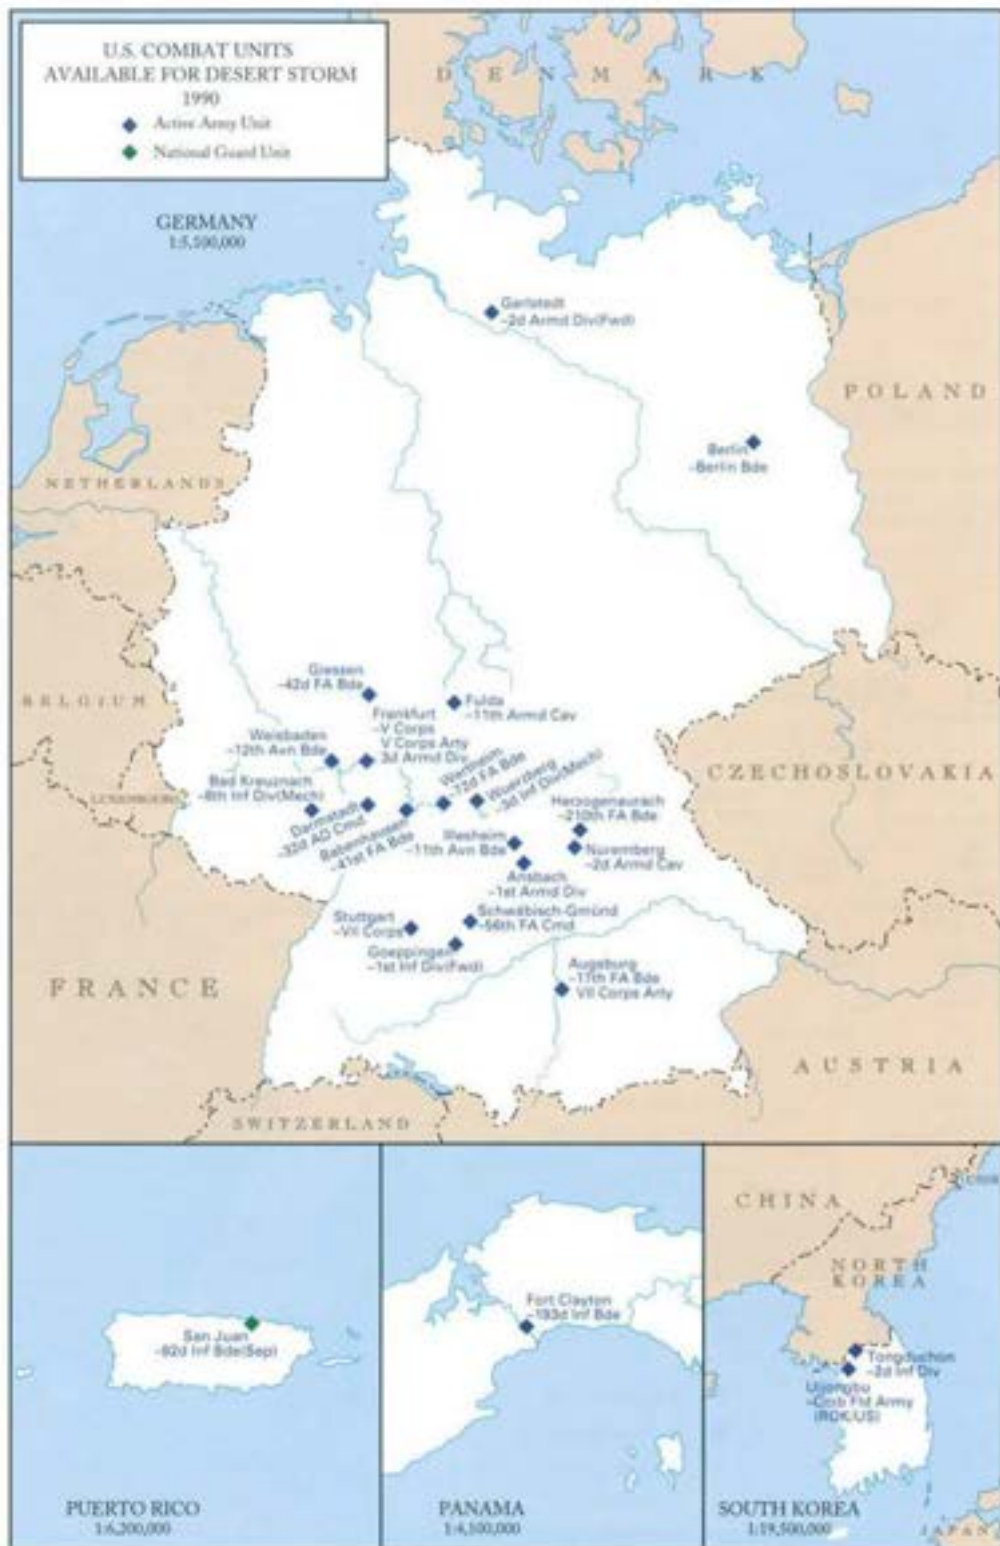 U.S. COMBAT UNITS
AVAILABLE FOR DESERT STORM
1990
Active Army Unit
National Guard Unit
DENMARK
GERMANY
1:5,100,000
Garlstedt
-2d Armd Div(Fwd)
POLAND
Berlin
-Berlin Bde
NETHERLANDS
BELGIUM
LUXEMBOURG
Giessen
-42d FA Bde
Fulda
-11th Armd Cav
Frankfurt
-V Corps
V Corps Arty
3d Armd Div
Weisbaden
-12th Avn Bde
Bad Kreuznach
-8th Inf Div(Mech)
Darmstadt
-32d AD Cmd
Babenhausen
-41st FA Bde
Wertheim
-72d FA Bde
Wuerzberg
-3d Inf Div(Mech)
Herzogenaurach
-210th FA Bde
Illesheim
-11th Avn Bde
Nuremberg
-2d Armd Cav
Ansbach
-1st Armd Div
CZECHOSLOVAKIA
Stuttgart
-VII Corps
Schwäbisch-Gmünd
-56th FA Cmd
Goeppingen
-1st Inf Div(Fwd)
Augsburg
-17th FA Bde
VII Corps Arty
FRANCE
AUSTRIA
SWITZERLAND
San Juan
-92d Inf Bde(Sep)
PUERTO RICO
1:6,200,000
Fort Clayton
-193d Inf Bde
PANAMA
1:4,100,000
CHINA
NORTH
KOREA
Tongduchon
-2d Inf Div
Uijongbu
-Cmb Fld Army
(ROK/US)
SOUTH KOREA
1:19,500,000
JAPAN